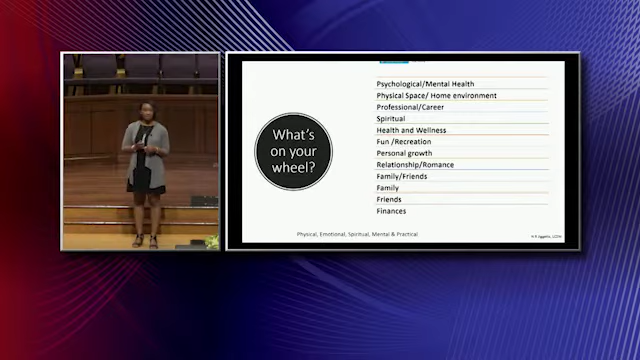 What's
on your
wheel?
Psychological/Mental Health
Physical Space/ Home environment
Professional/Career
Spiritual
Health and Wellness
Fun /Recreation
Personal growth
Relationship/Romance
Family/Friends
Family
Friends
Finances
Physical, Emotional, Spiritual, Mental & Practical